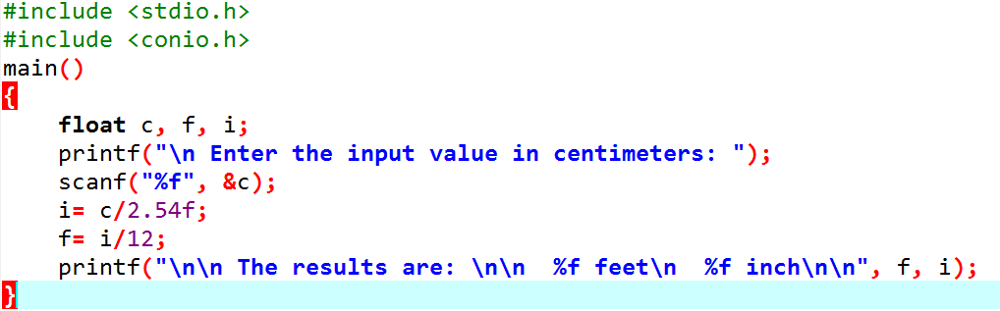 #include <stdio.h>
#include <conio.h>
main()
{
    float c, f, i;
    printf("\n Enter the input value in centimeters: ");
    scanf("%f", &c);
    i= c/2.54f;
    f= i/12;
    printf("\n\n The results are: \n\n  %f feet\n  %f inch\n\n", f, i);
}